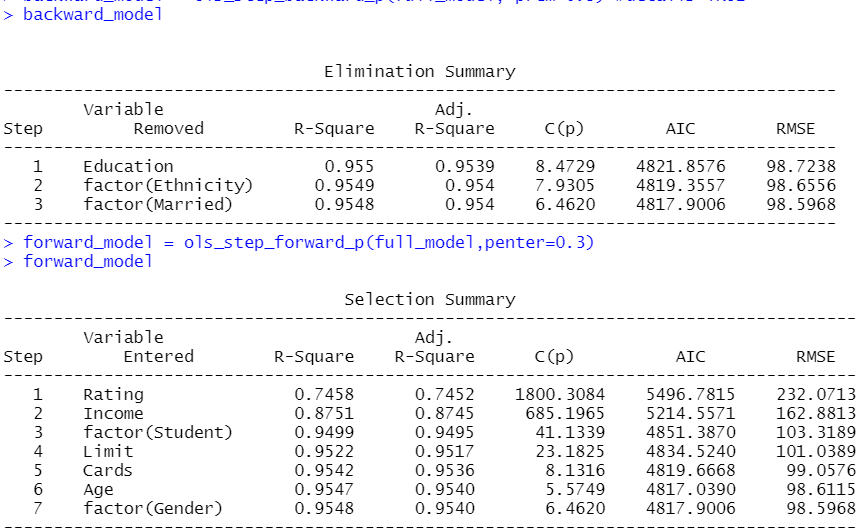 > backward_model
Elimination Summary
--------------------------------------------------------------------------------
Variable Adj.
Step Removed R-Square R-Square C(p) AIC RMSE
--------------------------------------------------------------------------------
1 Education 0.955 0.9539 8.4729 4821.8576 98.7238
2 factor(Ethnicity) 0.9549 0.954 7.9305 4819.3557 98.6556
3 factor(Married) 0.9548 0.954 6.4620 4817.9006 98.5968
--------------------------------------------------------------------------------
> forward_model = ols_step_forward_p(full_model,penter=0.3)
> forward_model
Selection Summary
--------------------------------------------------------------------------------
Variable Adj.
Step Entered R-Square R-Square C(p) AIC RMSE
--------------------------------------------------------------------------------
1 Rating 0.7458 0.7452 1800.3084 5496.7815 232.0713
2 Income 0.8751 0.8745 685.1965 5214.5571 162.8813
3 factor(Student) 0.9499 0.9495 41.1339 4851.3870 103.3189
4 Limit 0.9522 0.9517 23.1825 4834.5240 101.0389
5 Cards 0.9542 0.9536 8.1316 4819.6668 99.0576
6 Age 0.9547 0.9540 5.5749 4817.0390 98.6115
7 factor(Gender) 0.9548 0.9540 6.4620 4817.9006 98.5968
--------------------------------------------------------------------------------